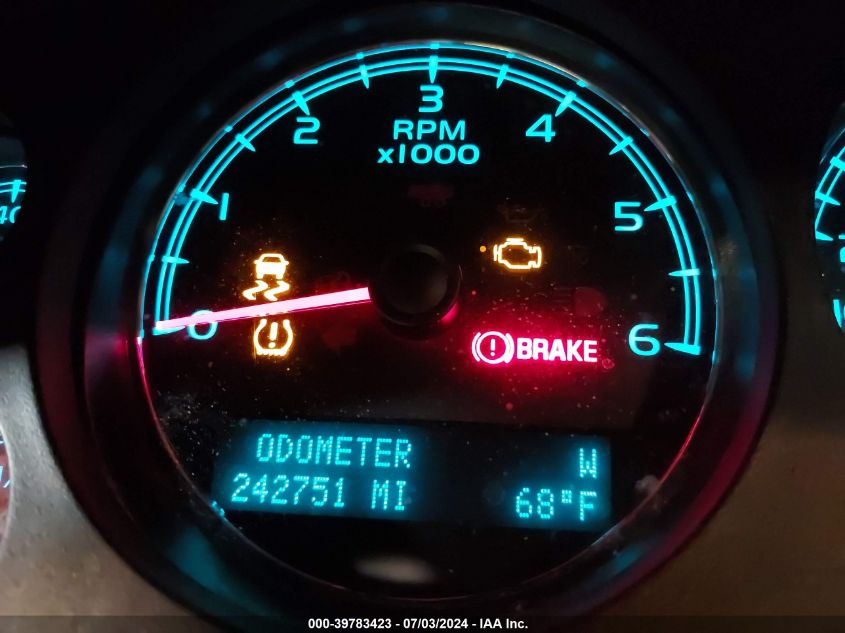 3
2
RPM
4
x1000
1
5
0
BRAKE
6
ODOMETER W
242751 MI 68°F
000-39783423 - 07/03/2024 - IAA Inc.